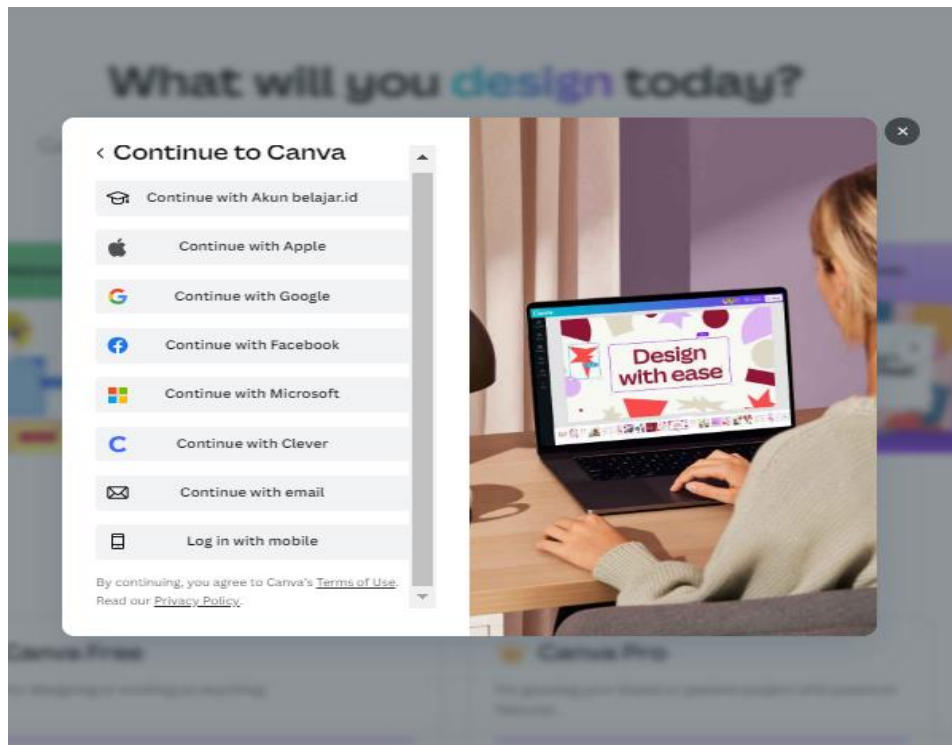 What will you design today?
< Continue to Canva
Continue with Akun belajar.id
Continue with Apple
Continue with Google
Continue with Facebook
Continue with Microsoft
Continue with Clever
Continue with email
Log in with mobile
By continuing, you agree to Canva's Terms of Use.
Read our Privacy Policy.
Design
with ease
Canva Free
Canva Pro